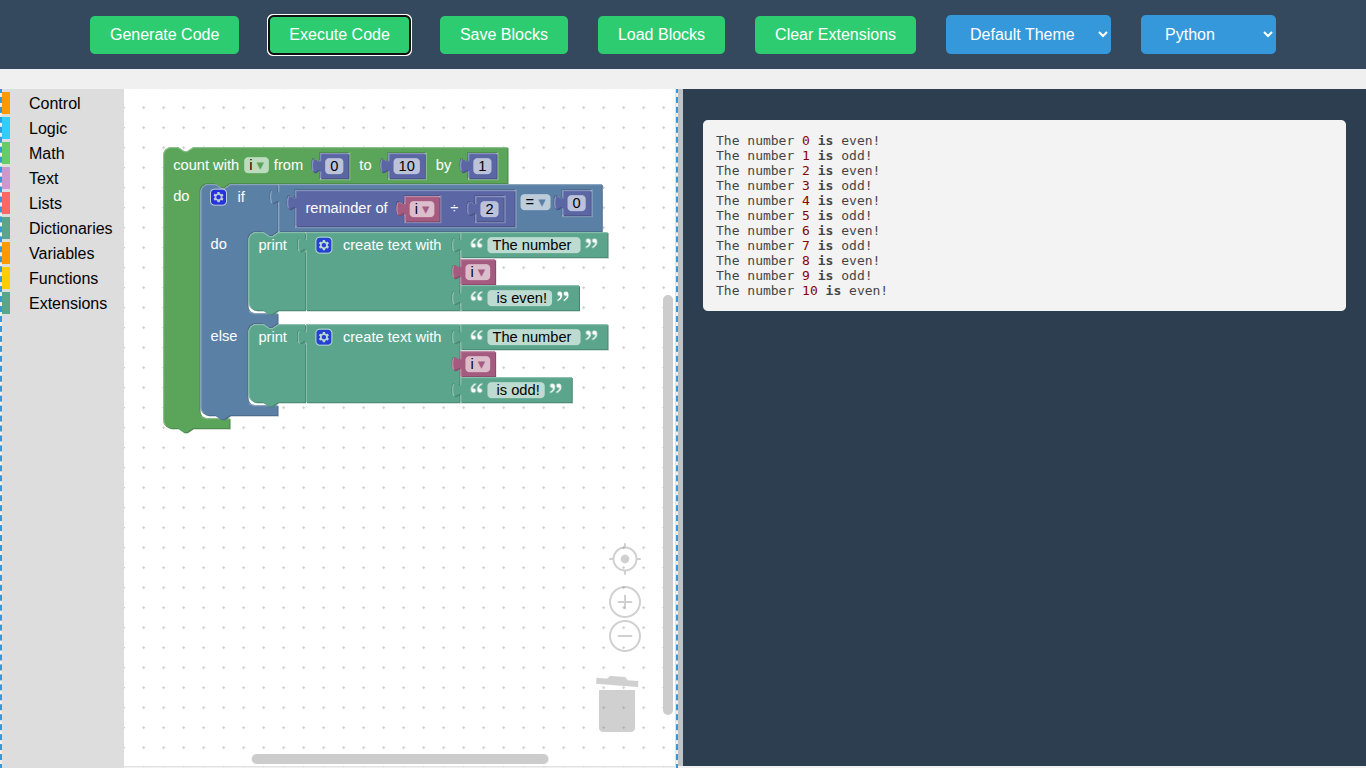 Generate Code Execute Code Save Blocks Load Blocks Clear Extensions Default Theme Python
Control
Logic
Math
Text
Lists
Dictionaries
Variables
Functions
Extensions
count with i ▾ from 0 to 10 by 1
do if remainder of i ▾ ÷ 2 = ▾ 0
do print create text with “ The number ”
i ▾
“ is even! ”
else print create text with “ The number ”
i ▾
“ is odd! ”
The number 0 is even!
The number 1 is odd!
The number 2 is even!
The number 3 is odd!
The number 4 is even!
The number 5 is odd!
The number 6 is even!
The number 7 is odd!
The number 8 is even!
The number 9 is odd!
The number 10 is even!